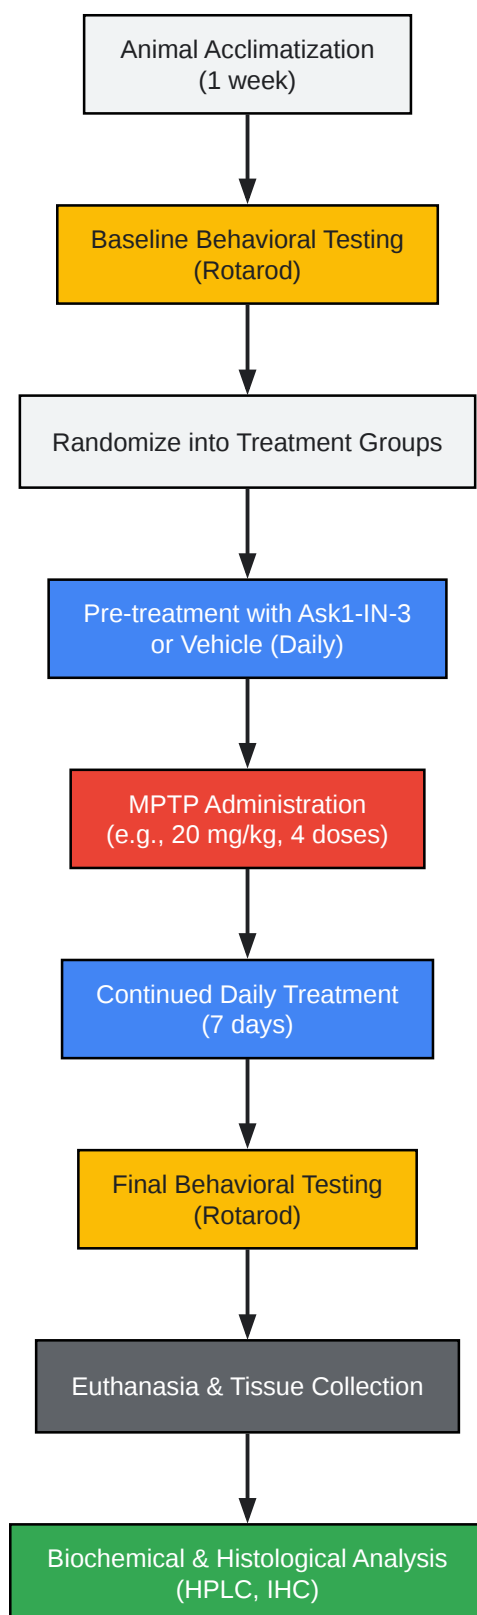 Animal Acclimatization
(1 week)
Baseline Behavioral Testing
(Rotarod)
Randomize into Treatment Groups
Pre-treatment with Ask1-IN-3
or Vehicle (Daily)
MPTP Administration
(e.g., 20 mg/kg, 4 doses)
Continued Daily Treatment
(7 days)
Final Behavioral Testing
(Rotarod)
Euthanasia & Tissue Collection
Biochemical & Histological Analysis
(HPLC, IHC)